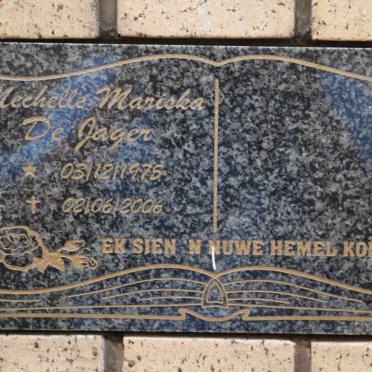 Mechelle Mariska
De Jager
★ 03/12/1975
✝ 02/06/2006
EK SIEN 'N NUWE HEMEL